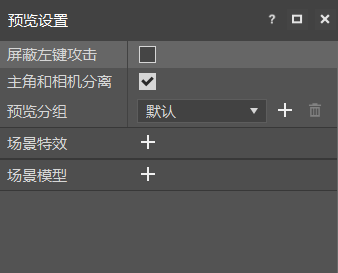 预览设置
屏蔽左键攻击
主角和相机分离
预览分组 默认
场景特效
场景模型